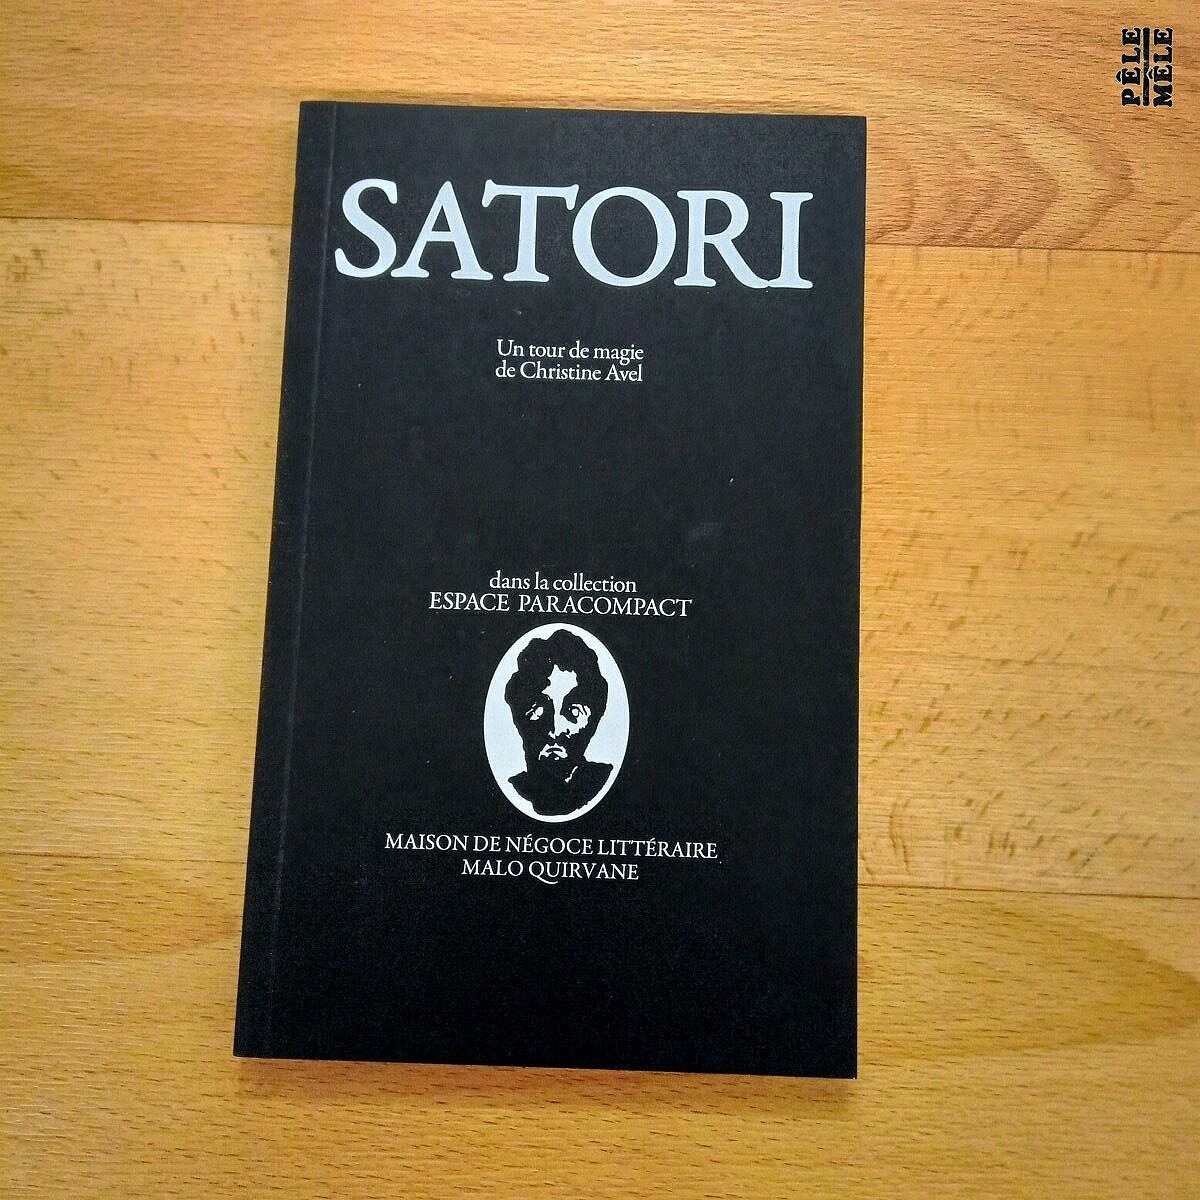 PÊLE
MÊLE
SATORI
Un tour de magie
de Christine Avel
dans la collection
ESPACE PARACOMPACT
MAISON DE NÉGOCE LITTÉRAIRE
MALO QUIRVANE